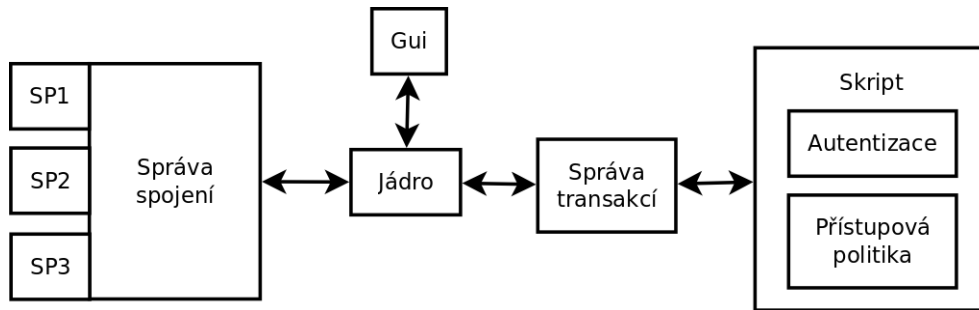 Gui
SP1
SP2
SP3
Správa
spojení
Jádro
Správa
transakcí
Skript
Autentizace
Přístupová
politika